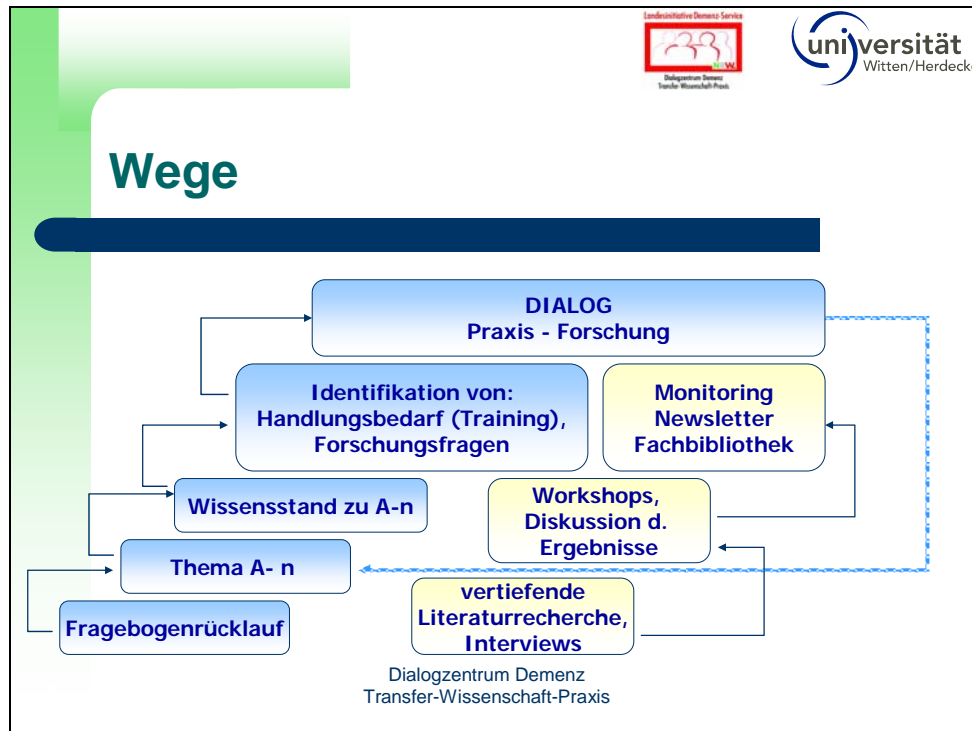 Landesinitiative Demenz-Service
NRW.
Dialogzentrum Demenz
Transfer-Wissenschaft-Praxis
universität
Witten/Herdecke
Wege
DIALOG
Praxis - Forschung
Identifikation von:
Handlungsbedarf (Training),
Forschungsfragen
Monitoring
Newsletter
Fachbibliothek
Wissensstand zu A-n
Workshops,
Diskussion d.
Ergebnisse
Thema A- n
vertiefende
Literaturrecherche,
Interviews
Fragebogenrücklauf
Dialogzentrum Demenz
Transfer-Wissenschaft-Praxis